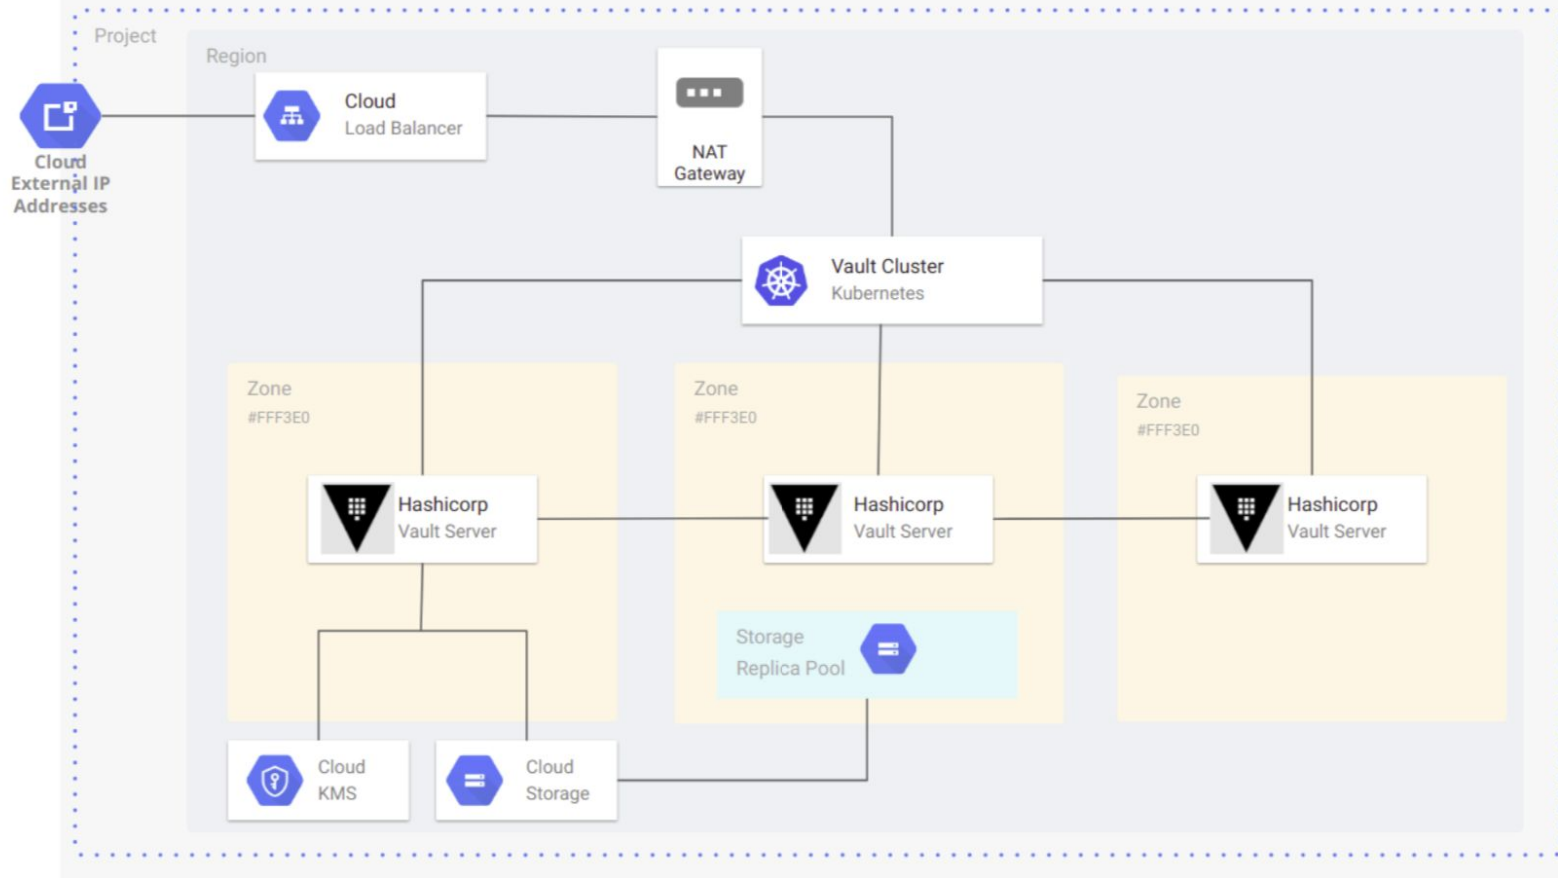 Project
Region
Cloud
Load Balancer
NAT
Gateway
Cloud
External IP
Addresses
Vault Cluster
Kubernetes
Zone
#FFF3E0
Zone
#FFF3E0
Zone
#FFF3E0
Hashicorp
Vault Server
Hashicorp
Vault Server
Hashicorp
Vault Server
Storage
Replica Pool
Cloud
KMS
Cloud
Storage